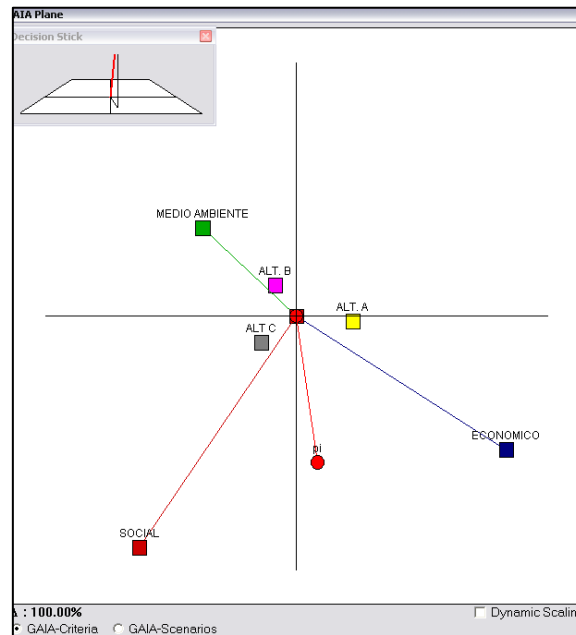 GAIA Plane
Decision Stick
MEDIO AMBIENTE
ALT. B
ALT. A
ALT C
ECONOMICO
pi
SOCIAL
Δ : 100.00%
Dynamic Scalin
GAIA-Criteria GAIA-Scenarios